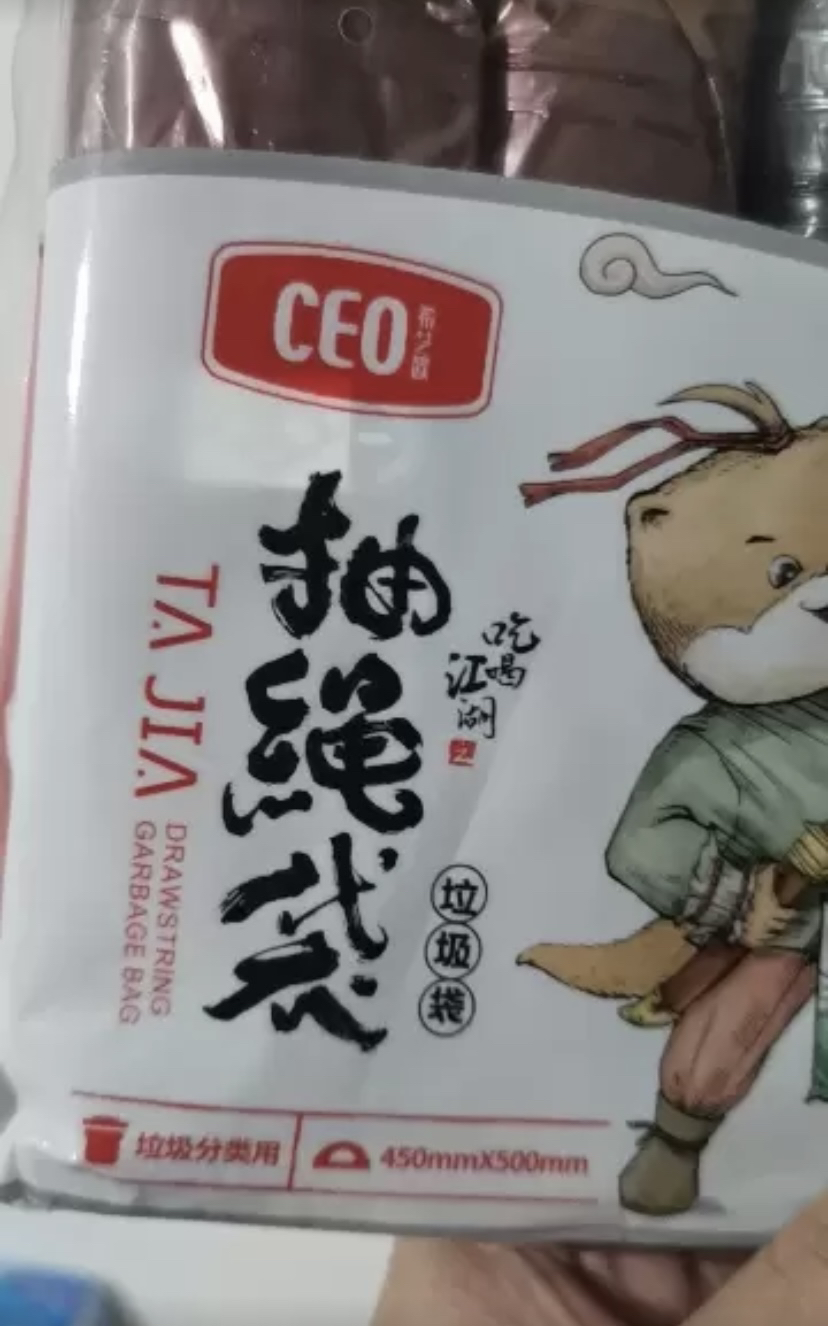 CEO
希艺欧
抽绳袋
吃喝
江湖
TA JIA
DRAWSTRING
GARBAGE BAG
垃圾袋
垃圾分类用
450mmX500mm